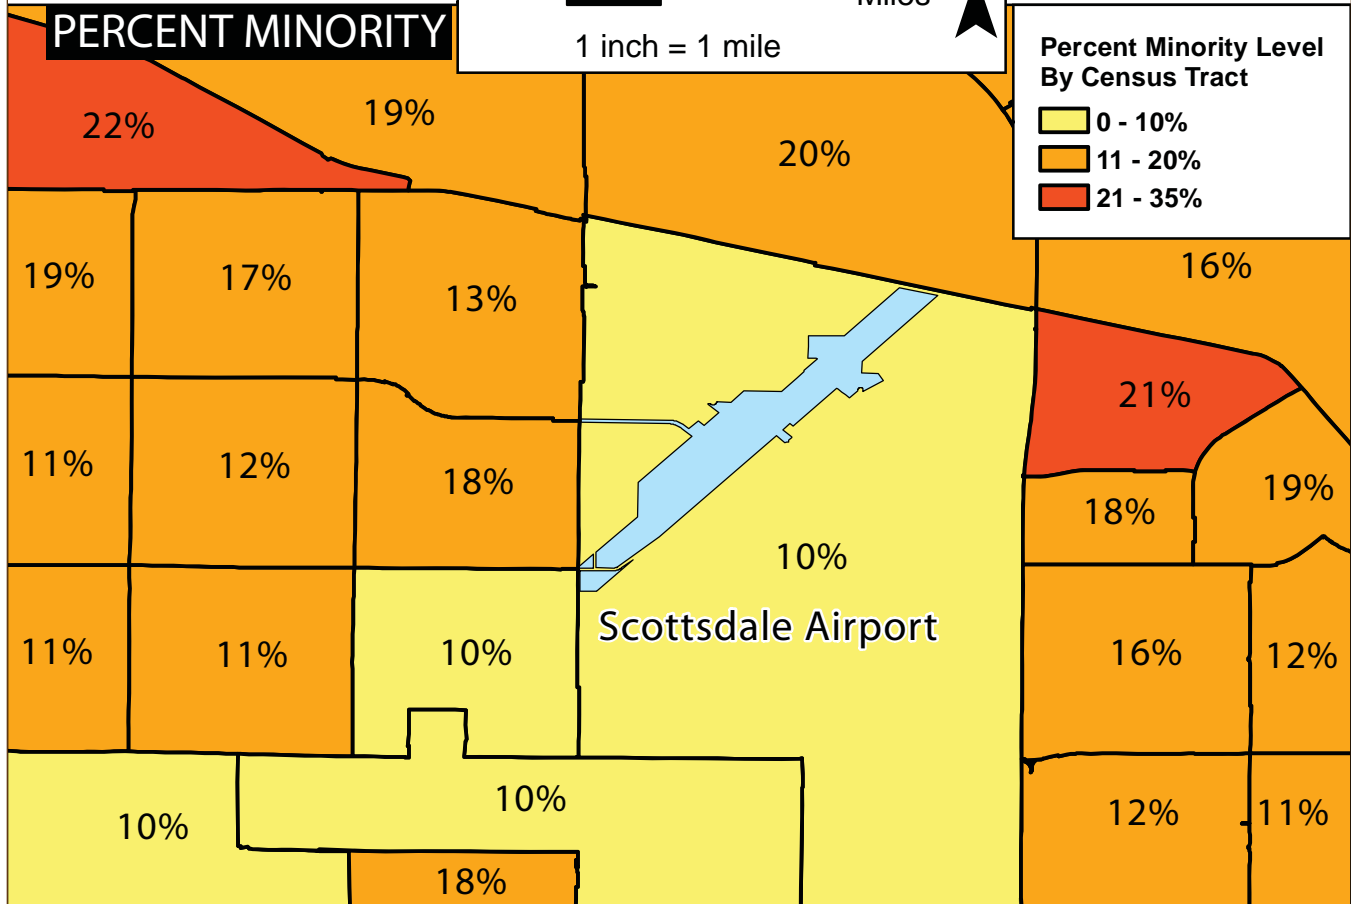 Miles
PERCENT MINORITY
1 inch = 1 mile
Percent Minority Level
By Census Tract
0 - 10%
11 - 20%
21 - 35%
22%
19%
20%
16%
19%
17%
13%
21%
11%
12%
18%
18%
19%
10%
Scottsdale Airport
11%
11%
10%
16%
12%
10%
10%
12%
11%
18%